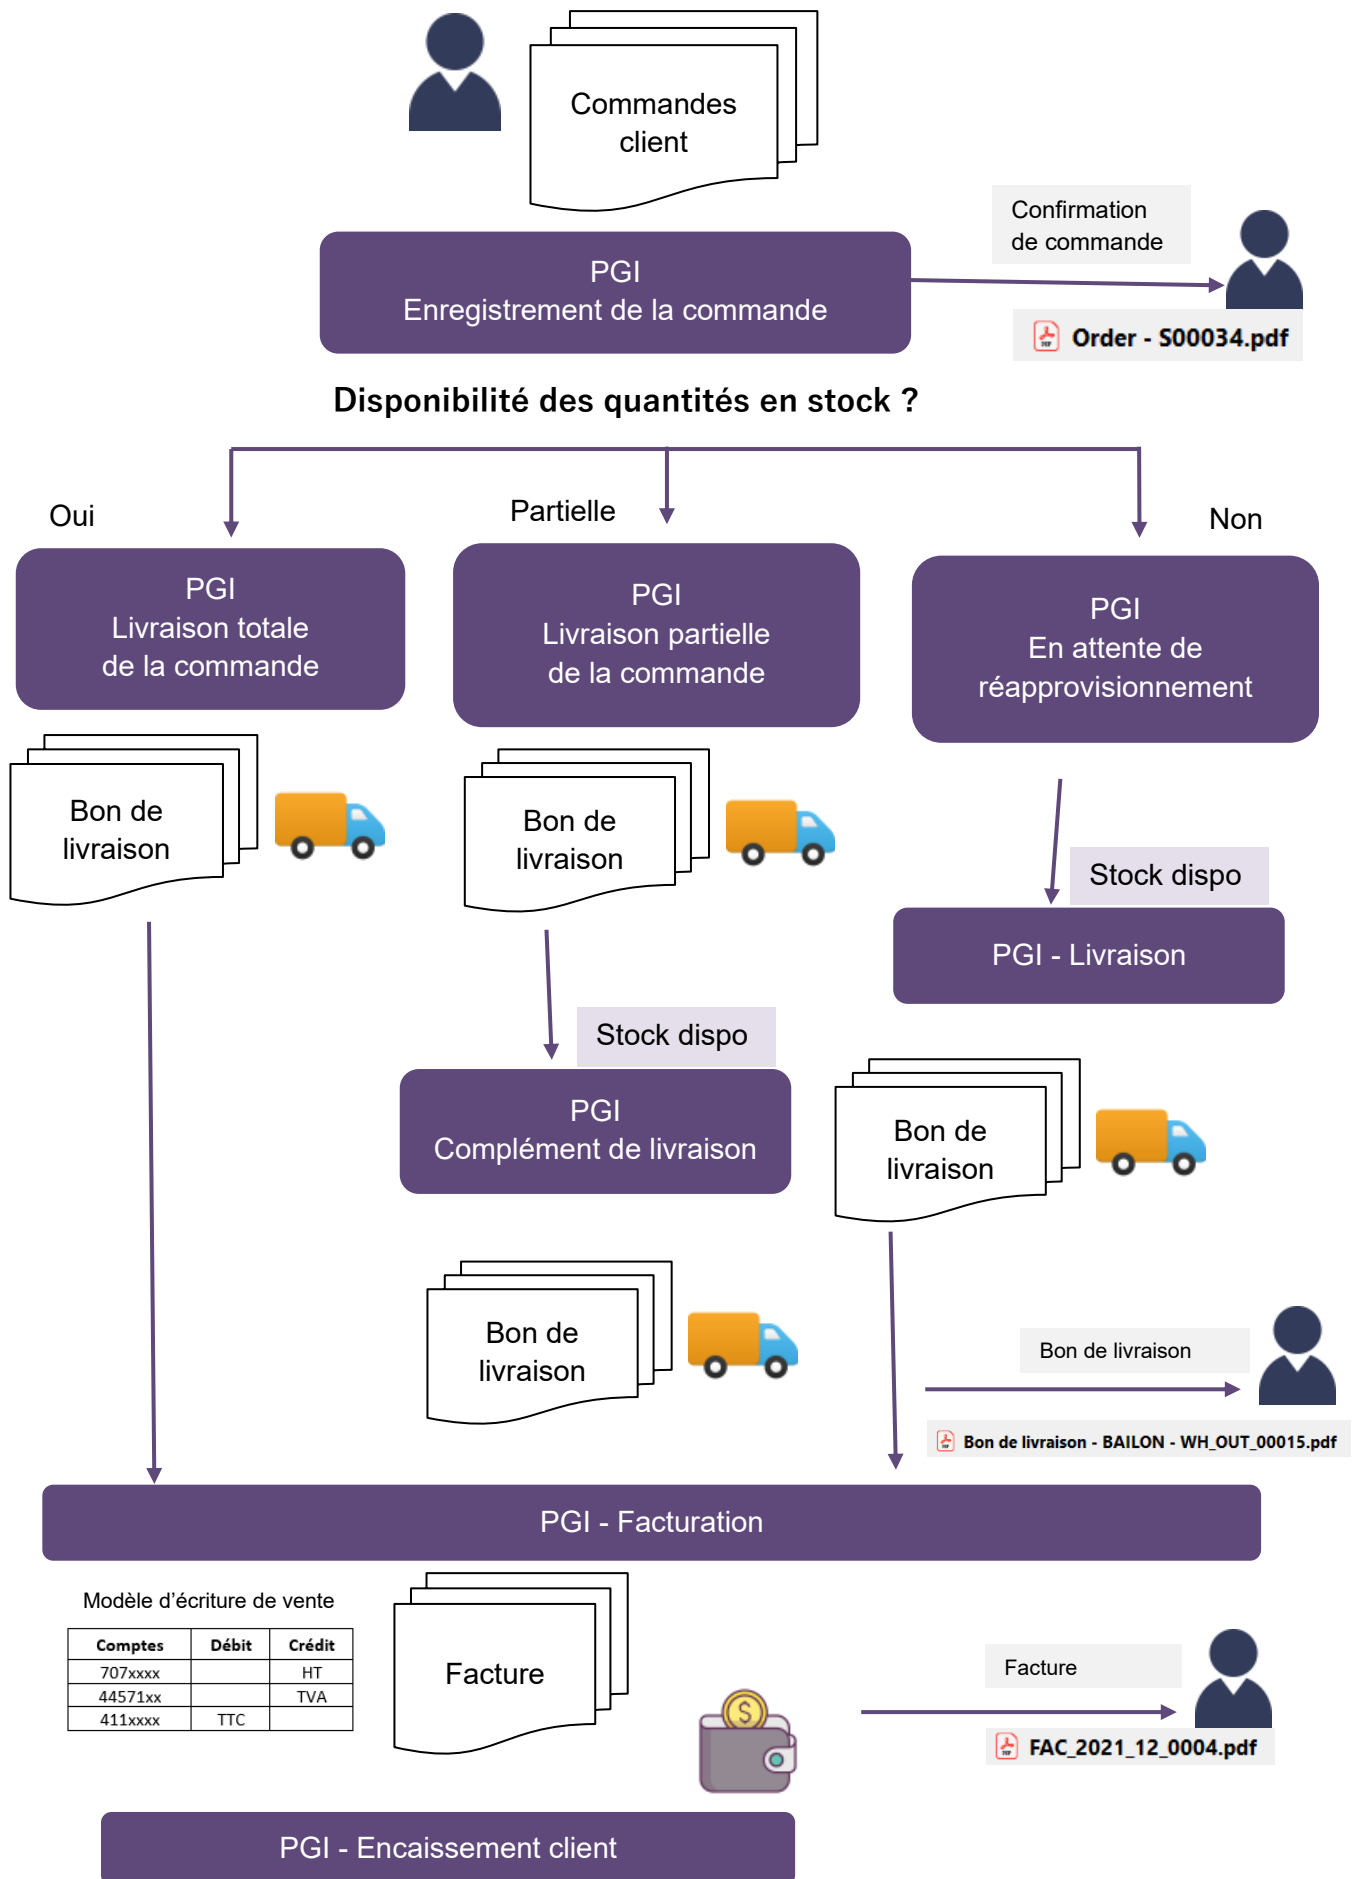 Commandes
client
Confirmation
de commande
PGI
Enregistrement de la commande
Order - S00034.pdf
Disponibilité des quantités en stock ?
Oui
Partielle
Non
PGI
Livraison totale
de la commande
PGI
Livraison partielle
de la commande
PGI
En attente de
réapprovisionnement
Bon de
livraison
Bon de
livraison
Stock dispo
PGI - Livraison
Stock dispo
PGI
Complément de livraison
Bon de
livraison
Bon de
livraison
Bon de livraison
Bon de livraison - BAILON - WH_OUT_00015.pdf
PGI - Facturation
Modèle d’écriture de vente
Comptes Débit Crédit
707xxxx HT
44571xx TVA
411xxxx TTC
Facture
Facture
FAC_2021_12_0004.pdf
PGI - Encaissement client